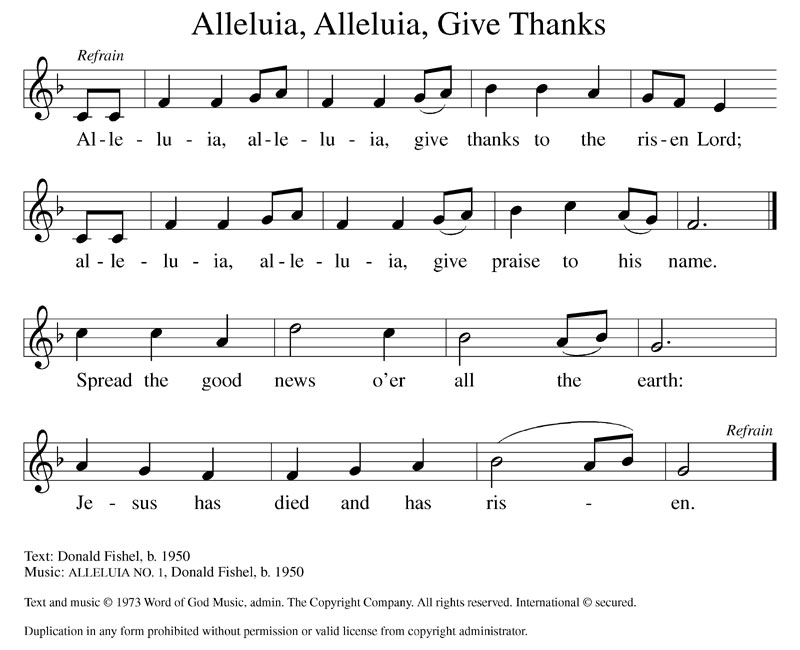 Alleluia, Alleluia, Give Thanks
Refrain
Al - le - lu - ia, al - le - lu - ia, give thanks to the ris - en Lord;
al - le - lu - ia, al - le - lu - ia, give praise to his name.
Spread the good news o'er all the earth:
Refrain
Je - sus has died and has ris - en.
Text: Donald Fishel, b. 1950
Music: ALLELUIA NO. 1, Donald Fishel, b. 1950
Text and music © 1973 Word of God Music, admin. The Copyright Company. All rights reserved. International © secured.
Duplication in any form prohibited without permission or valid license from copyright administrator.